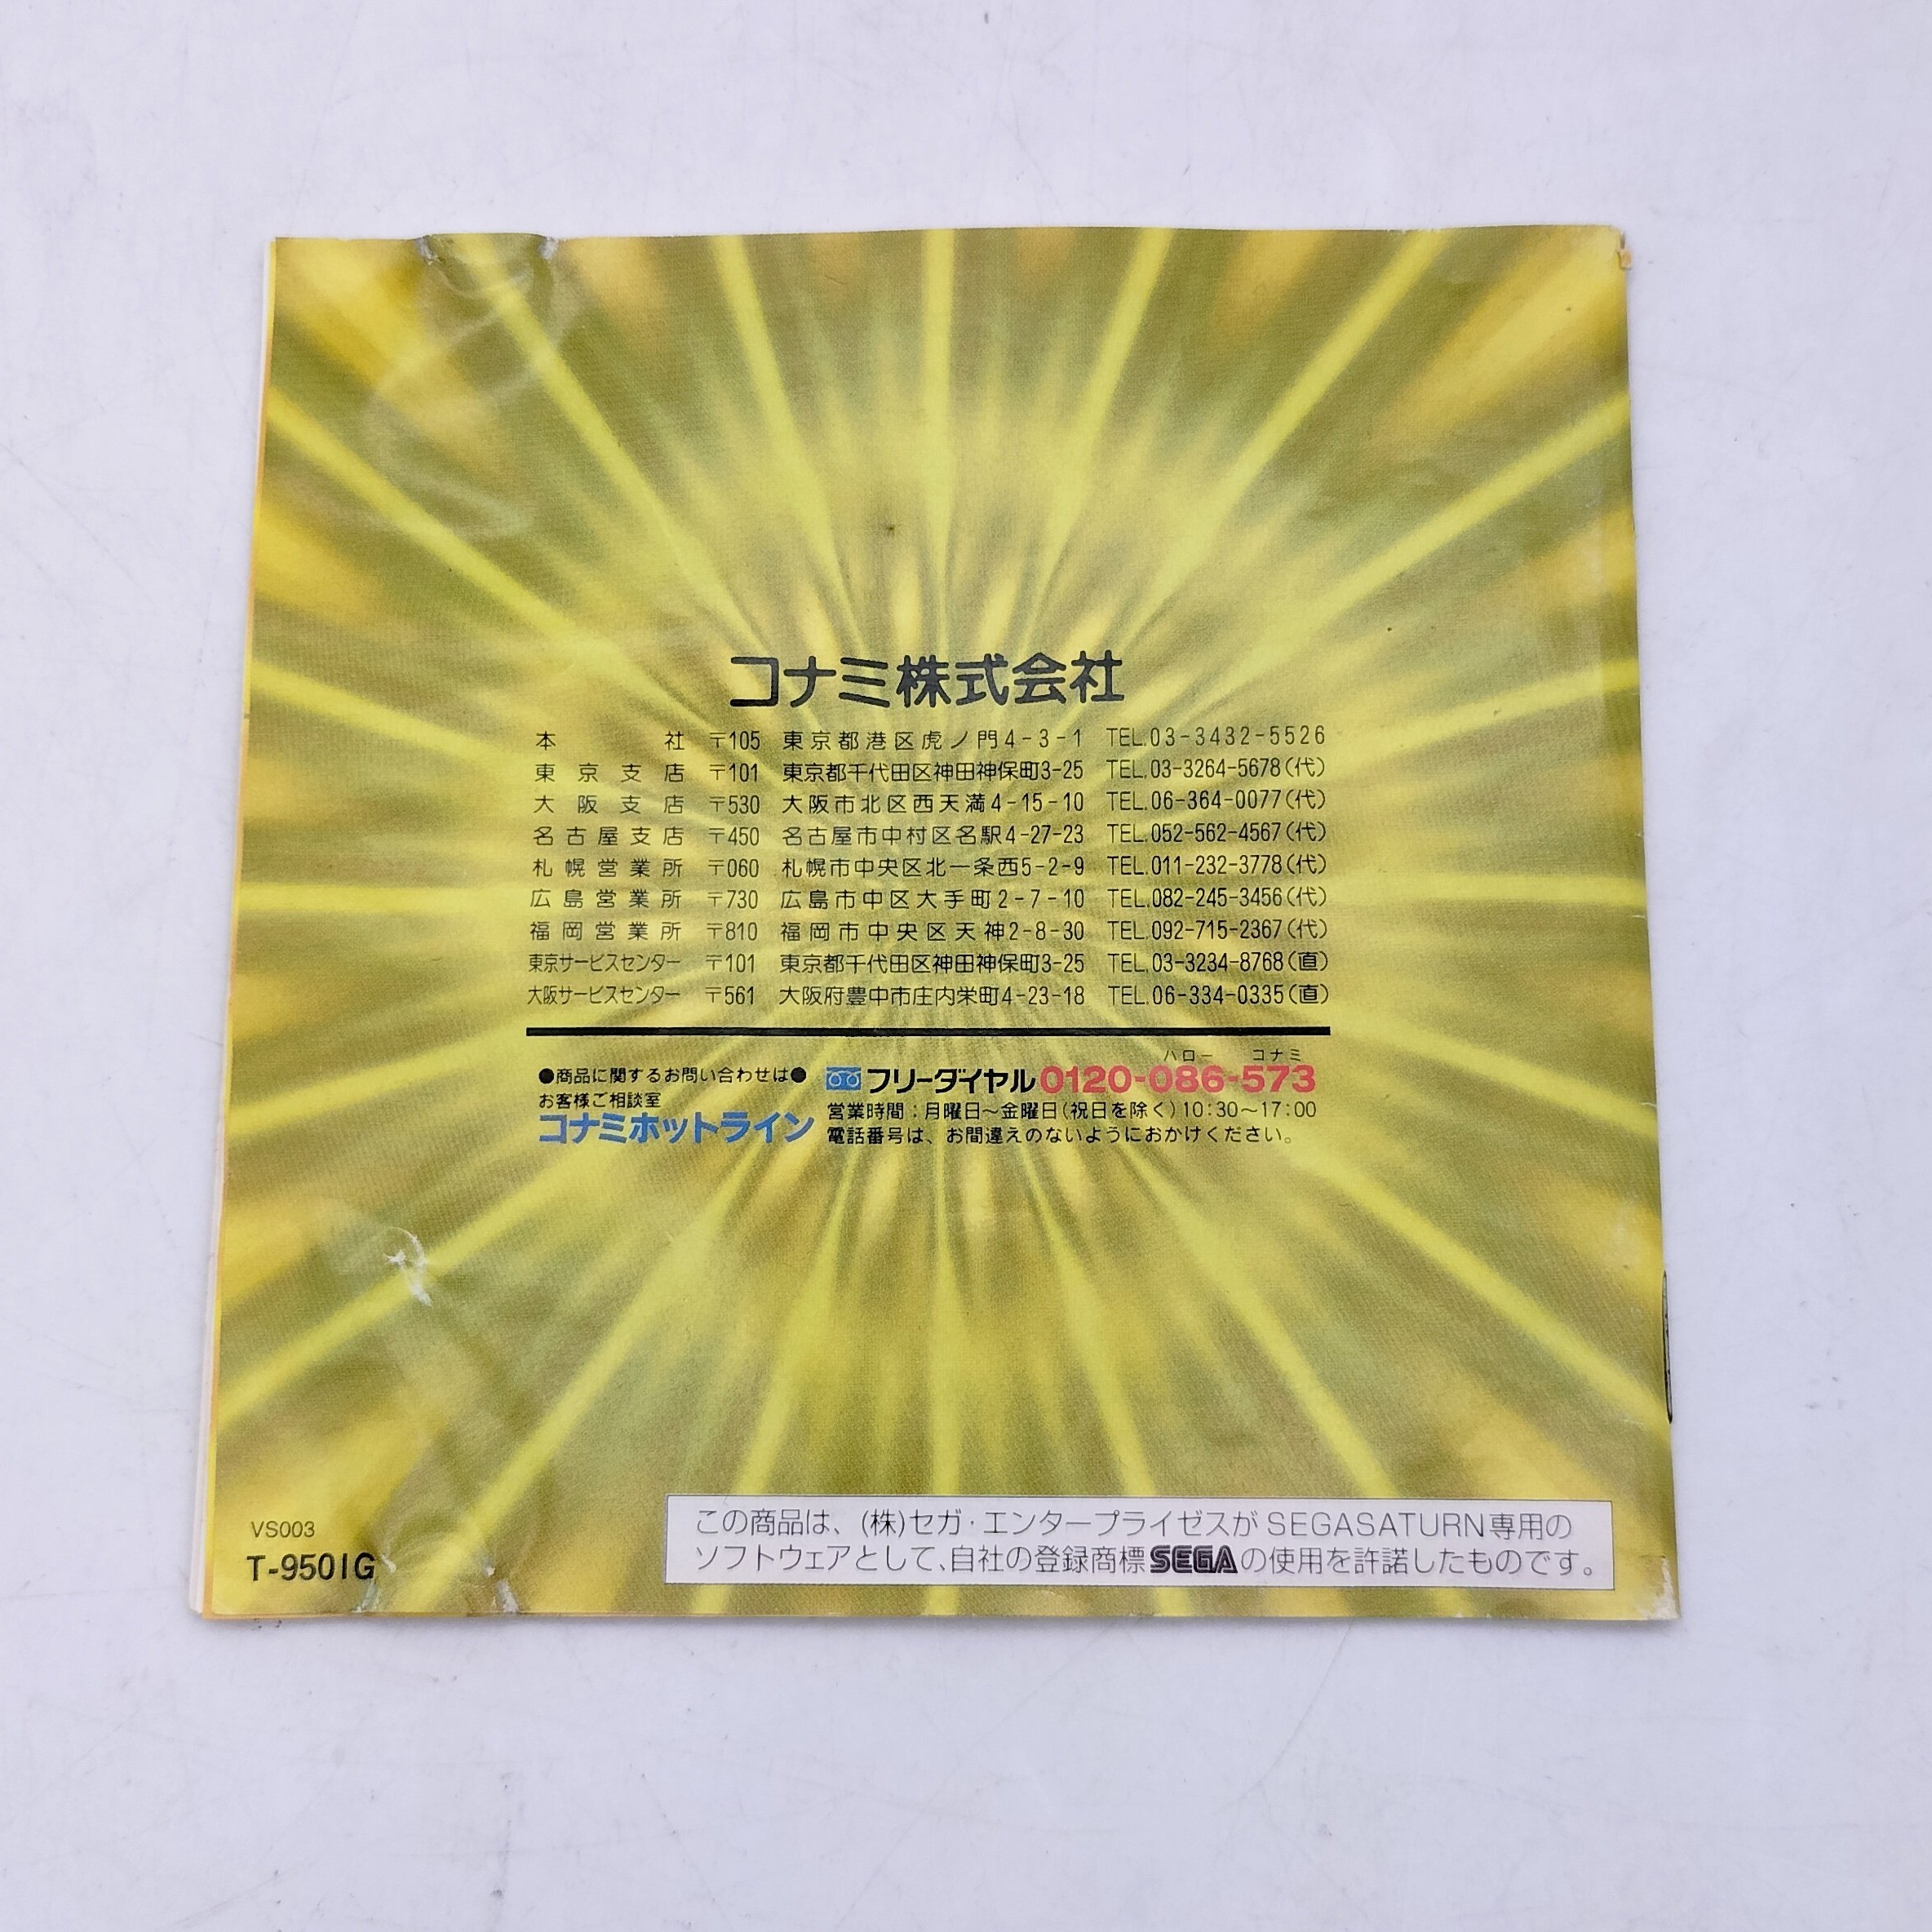 コナミ株式会社
本社 〒105 東京都港区虎ノ門4-3-1 TEL.03-3432-5526
東京支店 〒101 東京都千代田区神田神保町3-25 TEL.03-3264-5678(代)
大阪支店 〒530 大阪市北区西天満4-15-10 TEL.06-364-0077(代)
名古屋支店 〒450 名古屋市中村区名駅4-27-23 TEL.052-562-4567(代)
札幌営業所 〒060 札幌市中央区北一条西5-2-9 TEL.011-232-3778(代)
広島営業所 〒730 広島市中区大手町2-7-10 TEL.082-245-3456(代)
福岡営業所 〒810 福岡市中央区天神2-8-30 TEL.092-715-2367(代)
東京サービスセンター 〒101 東京都千代田区神田神保町3-25 TEL.03-3234-8768(直)
大阪サービスセンター 〒561 大阪府豊中市庄内栄町4-23-18 TEL.06-334-0335(直)
●商品に関するお問い合わせは●
お客様ご相談室
コナミホットライン
ハロー コナミ
フリーダイヤル0120-086-573
営業時間:月曜日～金曜日(祝日を除く)10:30～17:00
電話番号は、お間違えのないようにおかけください。
VS003
T-9501G
この商品は、(株)セガ・エンタープライゼスがSEGASATURN専用の
ソフトウェアとして、自社の登録商標SEGAの使用を許諾したものです。